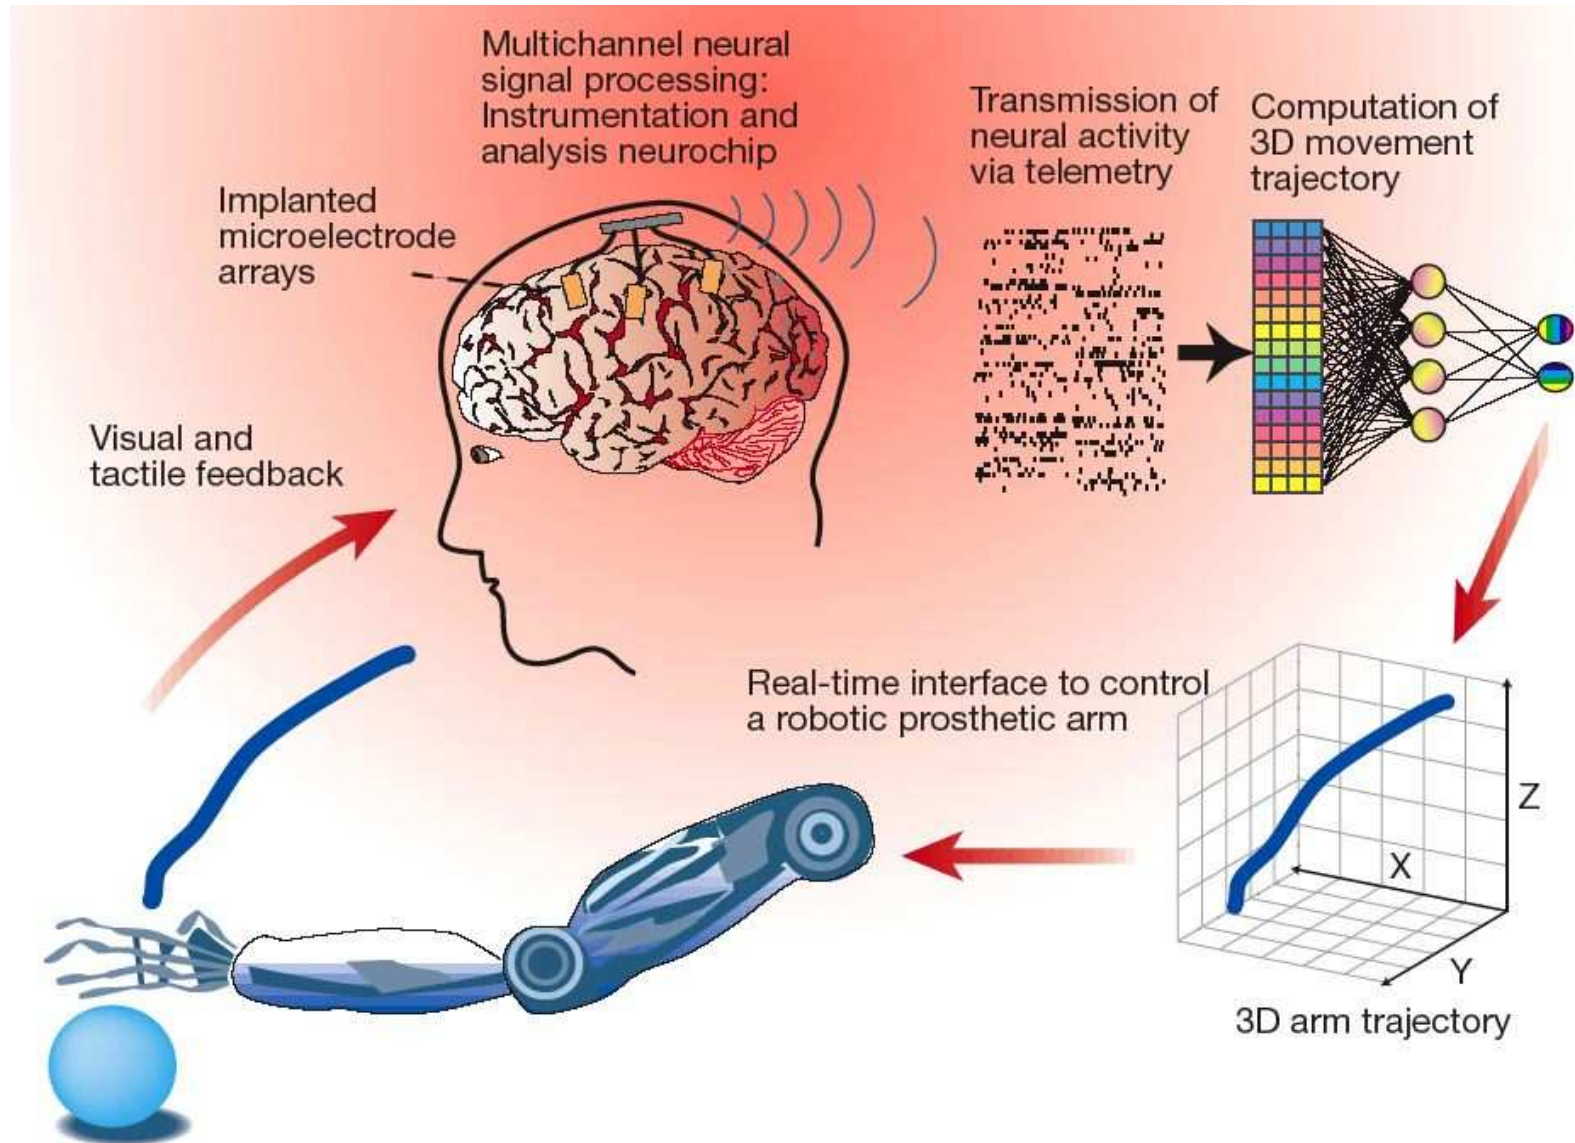 Multichannel neural
signal processing:
Instrumentation and
analysis neurochip
Transmission of
neural activity
via telemetry
Computation of
3D movement
trajectory
Implanted
microelectrode
arrays
Visual and
tactile feedback
Real-time interface to control
a robotic prosthetic arm
Z
X
Y
3D arm trajectory